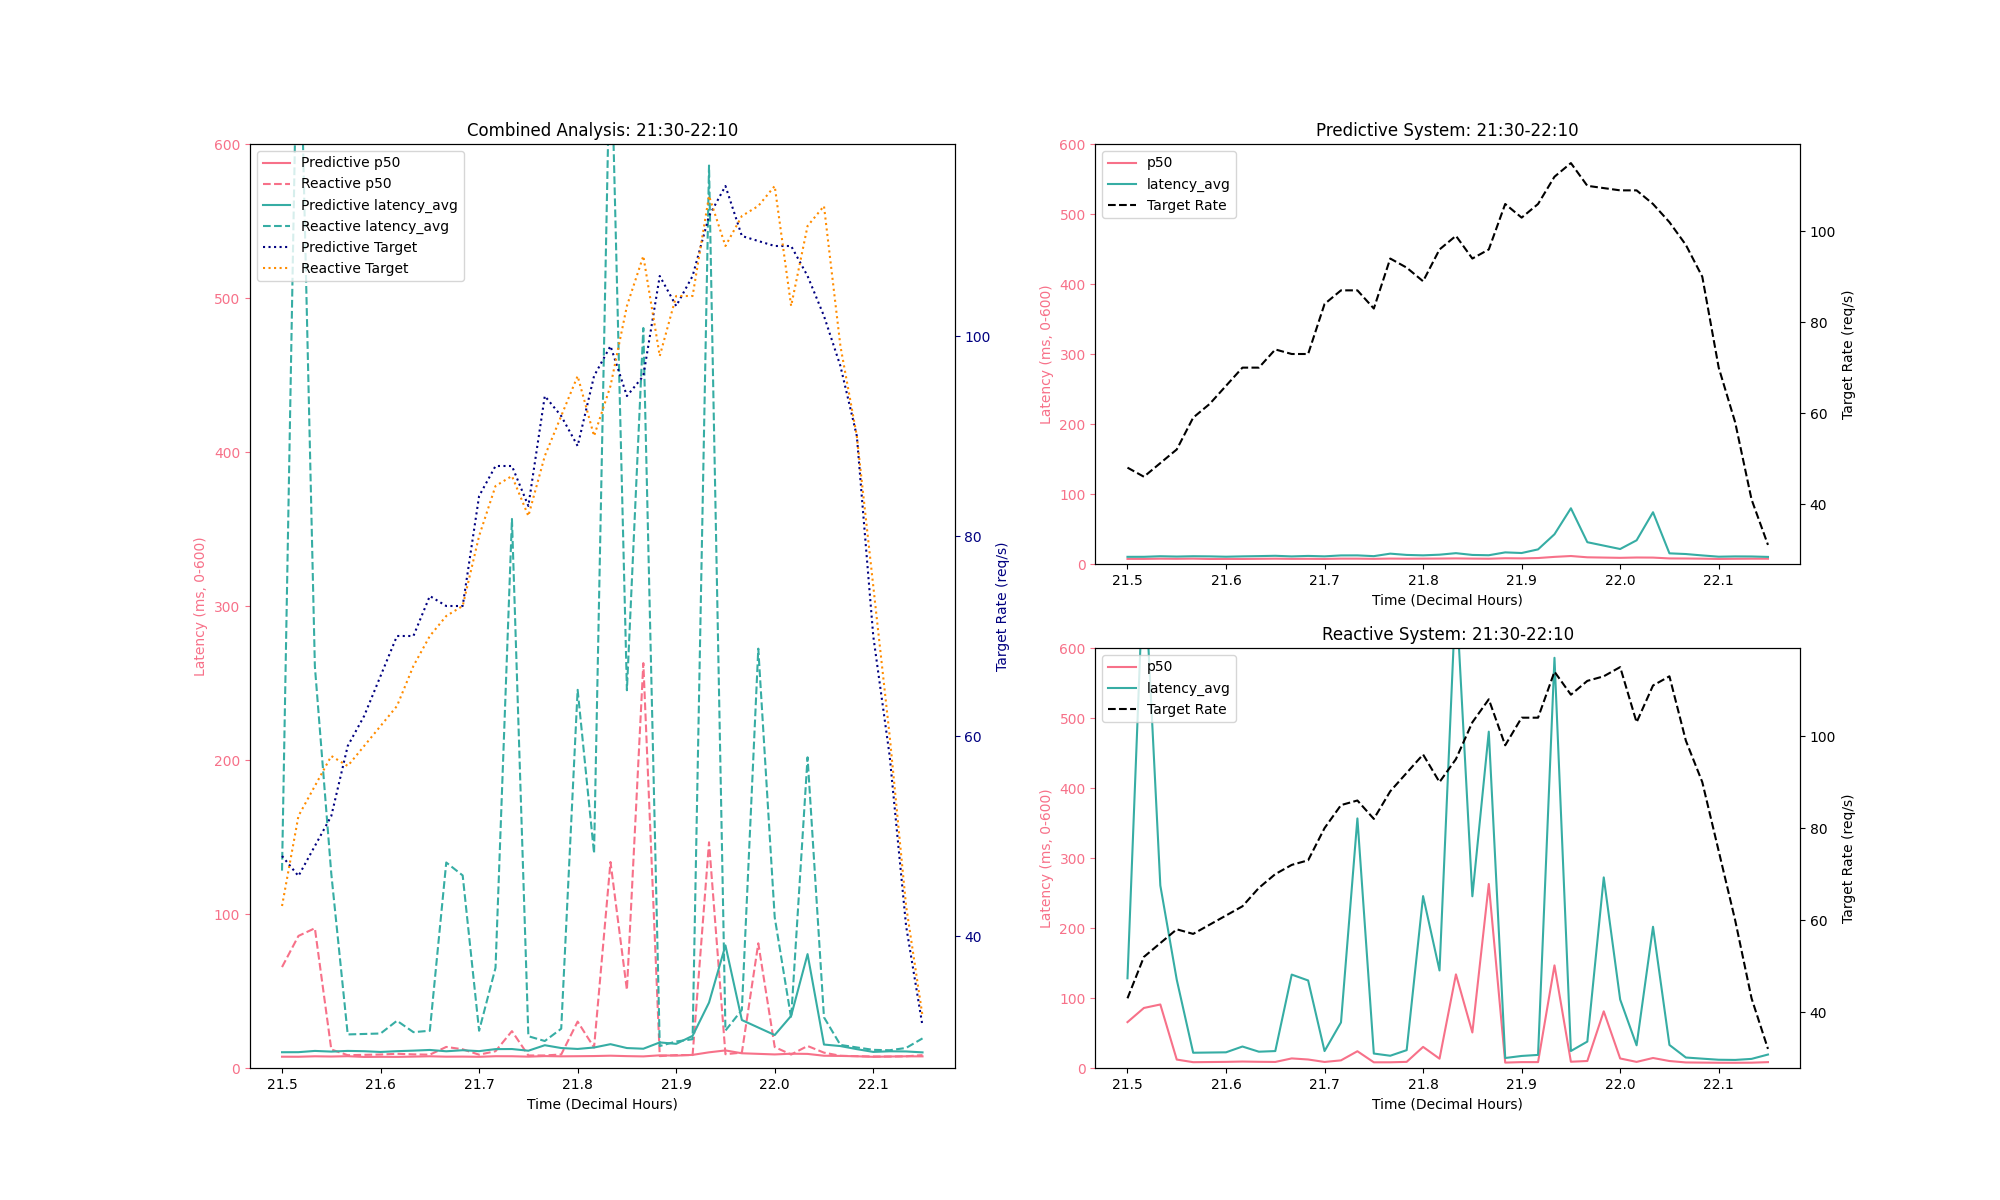 Combined Analysis: 21:30-22:10
Predictive p50
Reactive p50
Predictive latency_avg
Reactive latency_avg
Predictive Target
Reactive Target
600
500
400
300
200
100
0
Latency (ms, 0-600)
100
80
60
40
Target Rate (req/s)
21.5 21.6 21.7 21.8 21.9 22.0 22.1
Time (Decimal Hours)
Predictive System: 21:30-22:10
p50
latency_avg
Target Rate
600
500
400
300
200
100
0
Latency (ms, 0-600)
100
80
60
40
Target Rate (req/s)
21.5 21.6 21.7 21.8 21.9 22.0 22.1
Time (Decimal Hours)
Reactive System: 21:30-22:10
p50
latency_avg
Target Rate
600
500
400
300
200
100
0
Latency (ms, 0-600)
100
80
60
40
Target Rate (req/s)
21.5 21.6 21.7 21.8 21.9 22.0 22.1
Time (Decimal Hours)